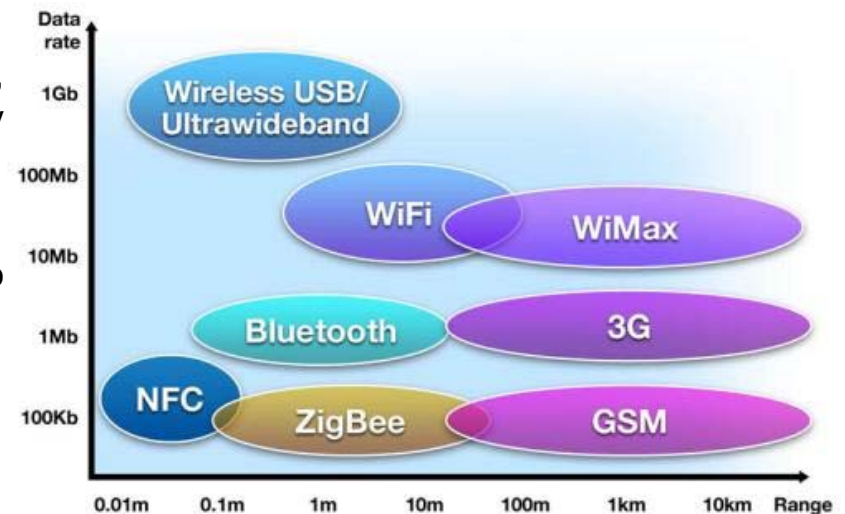 Data
rate
1Gb
Wireless USB/
Ultrawideband
100Mb
WiFi
WiMax
10Mb
Bluetooth
3G
1Mb
NFC
ZigBee
GSM
100Kb
0.01m 0.1m 1m 10m 100m 1km 10km Range